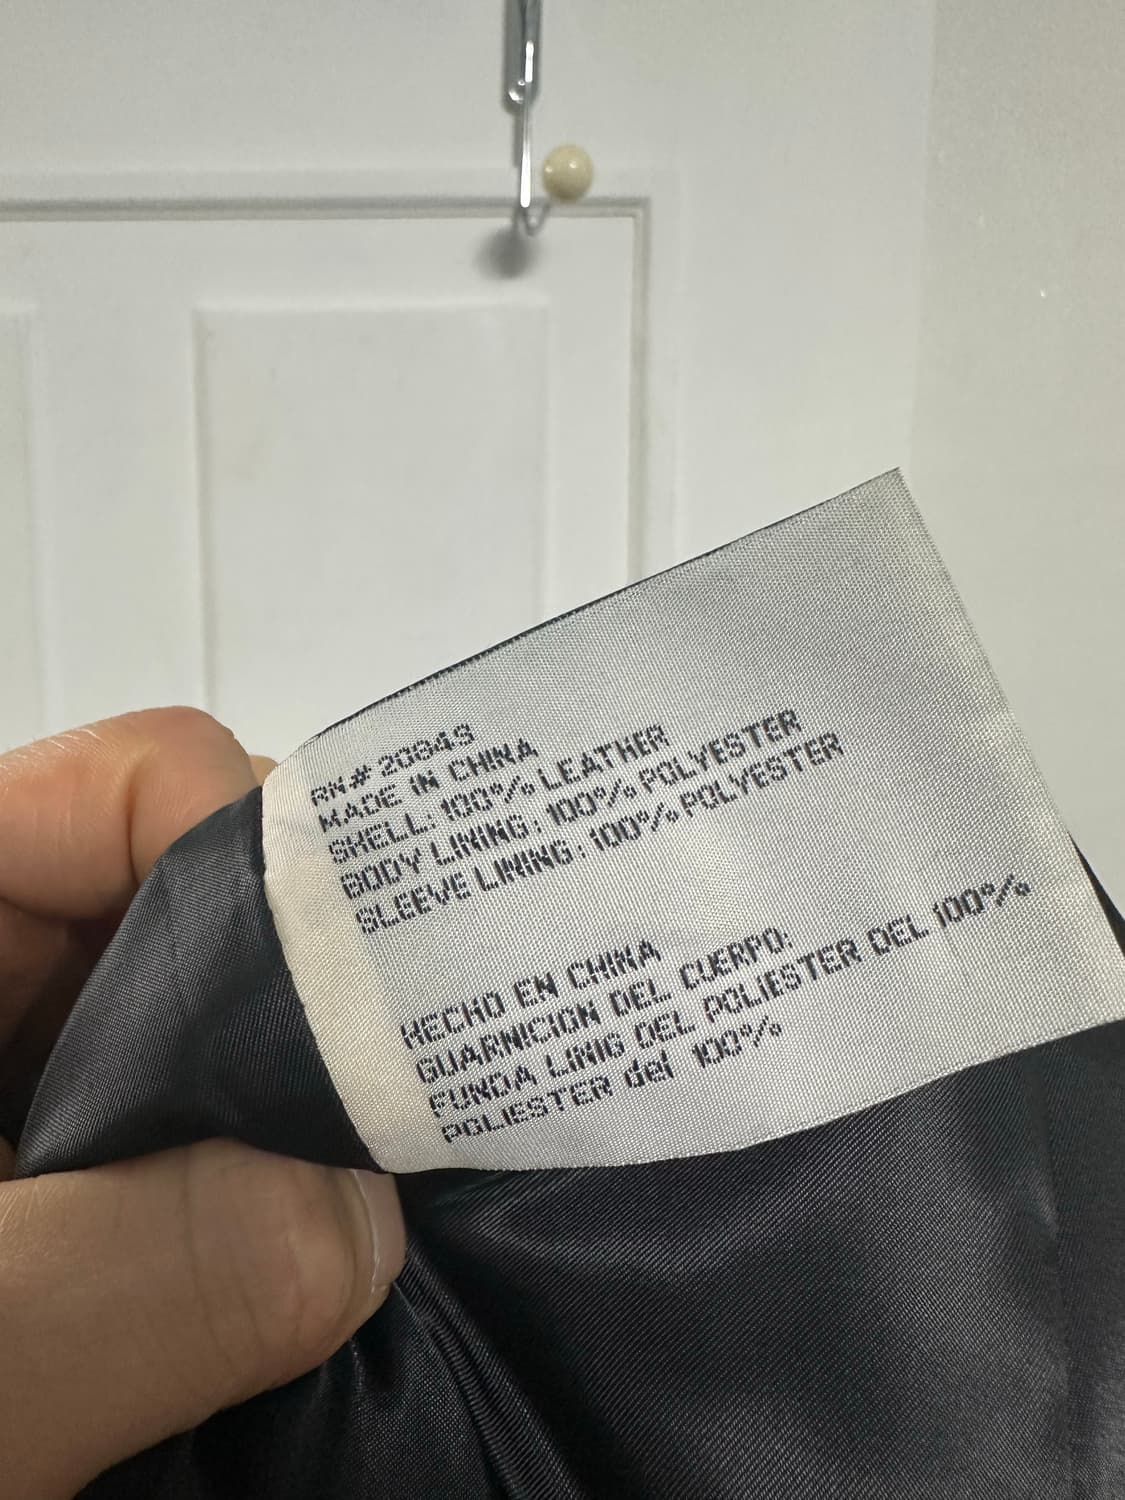 RN# 20649
MADE IN CHINA
SHELL: 100% LEATHER
BODY LINING: 100% POLYESTER
SLEEVE LINING: 100% POLYESTER
HECHO EN CHINA
GUARNICION DEL CUERPO:
FUNDA LINIG DEL POLIESTER DEL 100%
POLIESTER del 100%